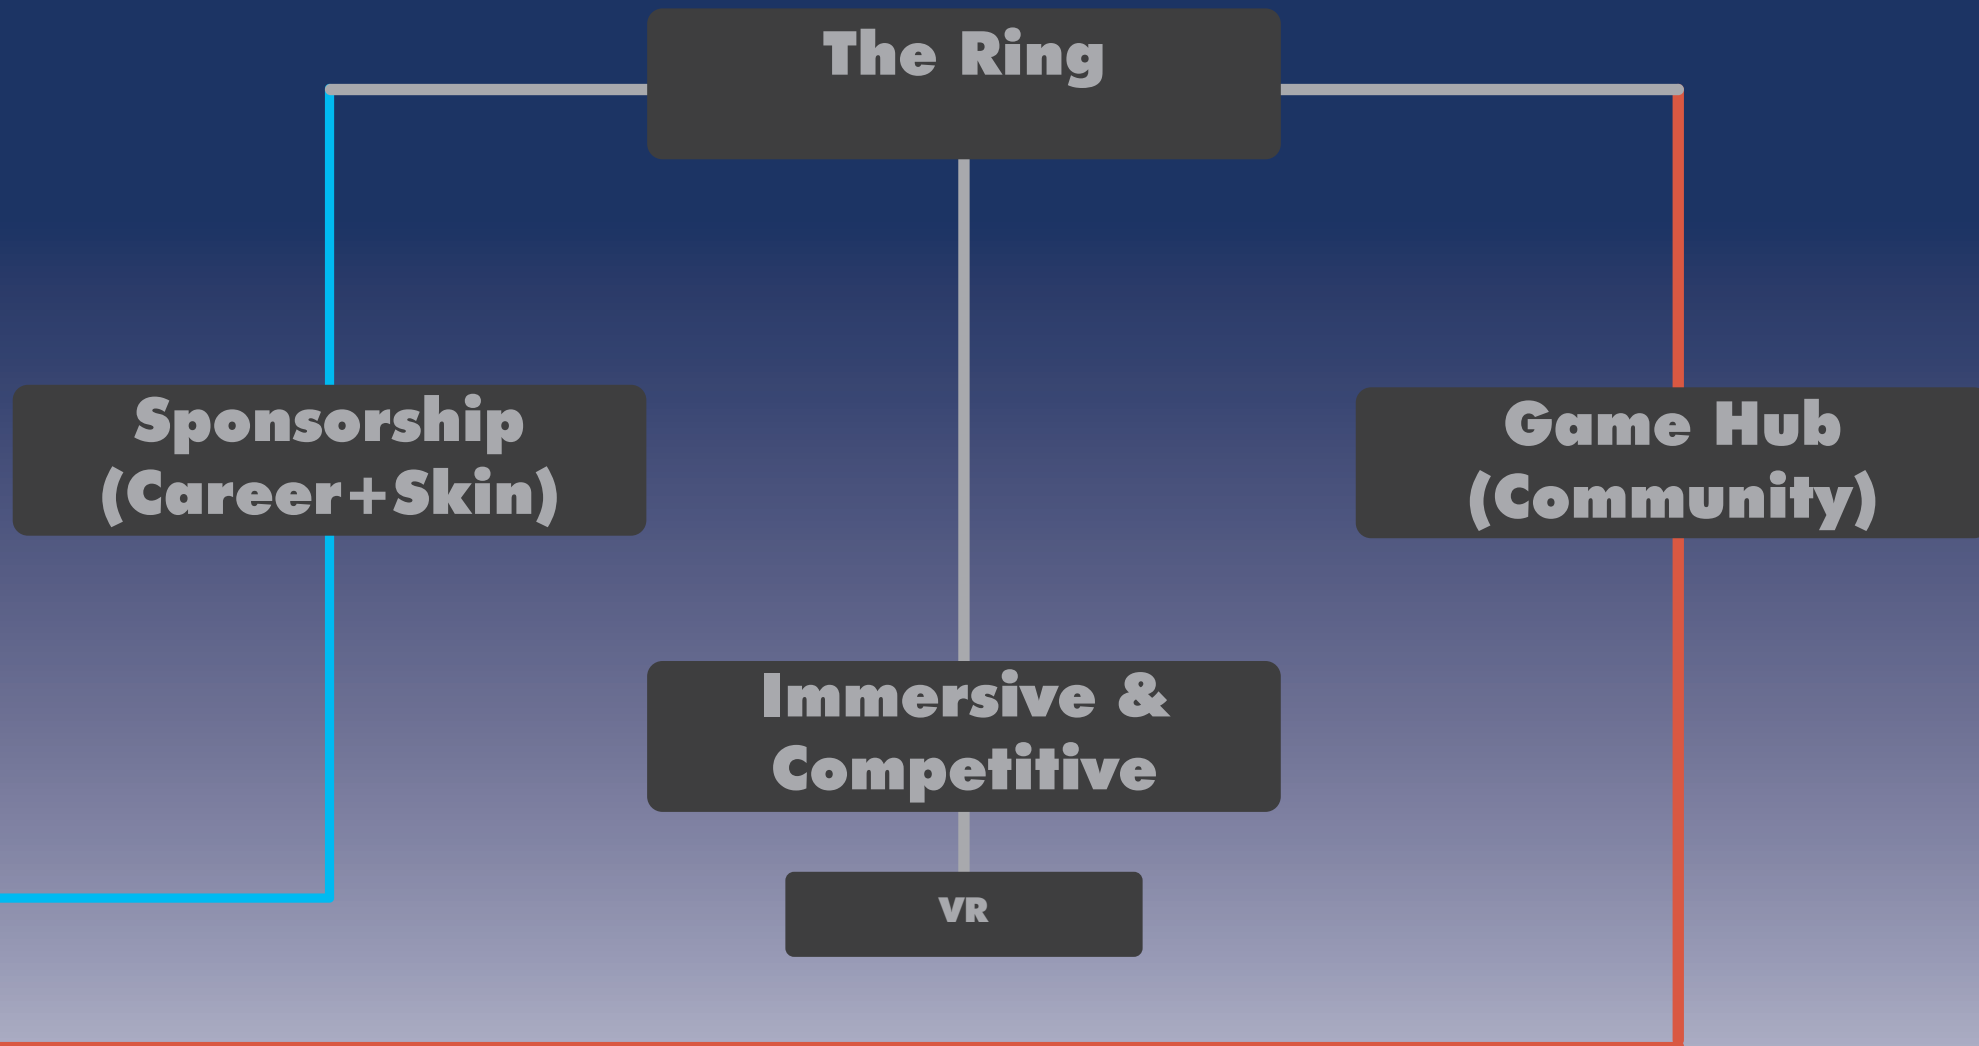 The Ring
Sponsorship
(Career+Skin)
Game Hub
(Community)
Immersive &
Competitive
VR